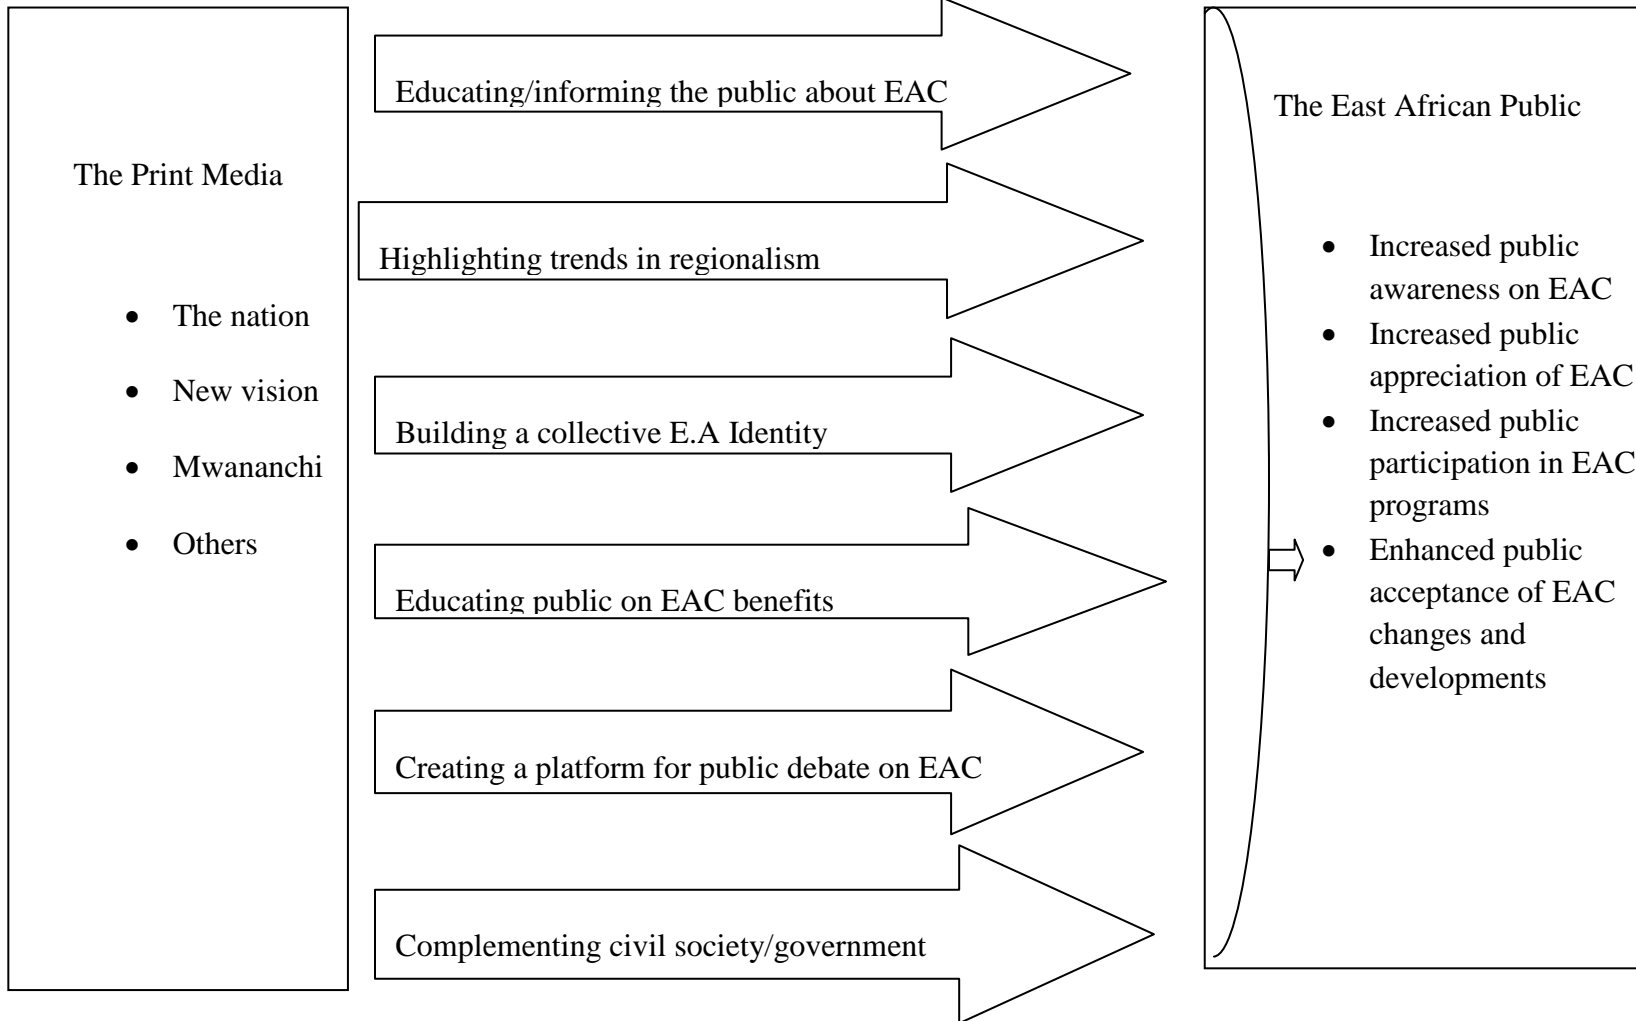 The Print Media
• The nation
• New vision
• Mwananchi
• Others
Educating/informing the public about EAC
Highlighting trends in regionalism
Building a collective E.A Identity
Educating public on EAC benefits
Creating a platform for public debate on EAC
Complementing civil society/government
The East African Public
• Increased public
awareness on EAC
• Increased public
appreciation of EAC
• Increased public
participation in EAC
programs
• Enhanced public
acceptance of EAC
changes and
developments